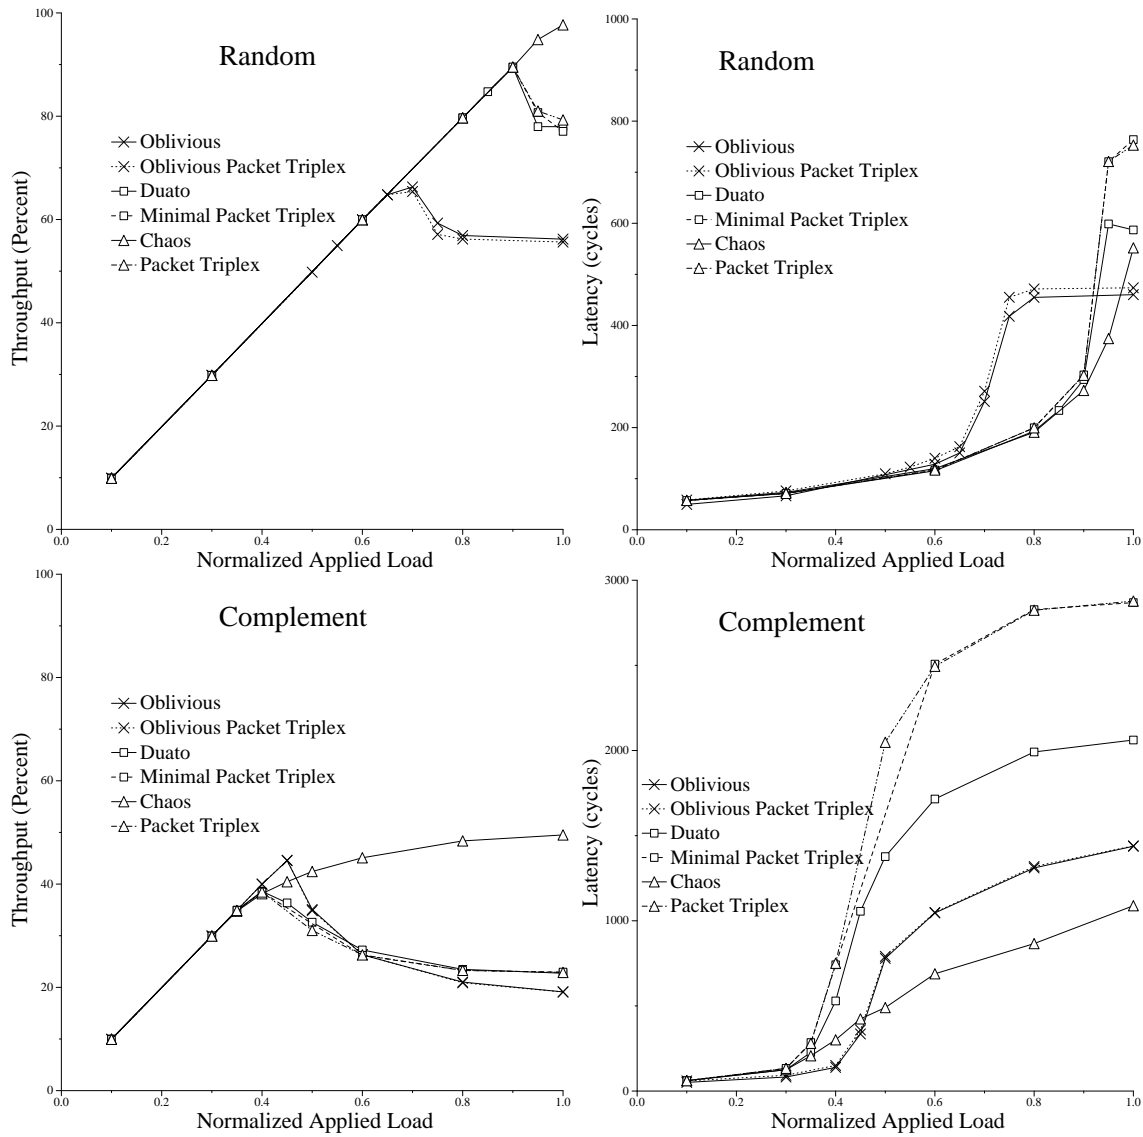 Random
Throughput (Percent)
100
80
60
40
20
0
Oblivious
Oblivious Packet Triplex
Duato
Minimal Packet Triplex
Chaos
Packet Triplex
0.0 0.2 0.4 0.6 0.8 1.0
Normalized Applied Load
Random
Latency (cycles)
1000
800
600
400
200
0
Oblivious
Oblivious Packet Triplex
Duato
Minimal Packet Triplex
Chaos
Packet Triplex
0.0 0.2 0.4 0.6 0.8 1.0
Normalized Applied Load
Complement
Throughput (Percent)
100
80
60
40
20
0
Oblivious
Oblivious Packet Triplex
Duato
Minimal Packet Triplex
Chaos
Packet Triplex
0.0 0.2 0.4 0.6 0.8 1.0
Normalized Applied Load
Complement
Latency (cycles)
3000
2000
1000
0
Oblivious
Oblivious Packet Triplex
Duato
Minimal Packet Triplex
Chaos
Packet Triplex
0.0 0.2 0.4 0.6 0.8 1.0
Normalized Applied Load